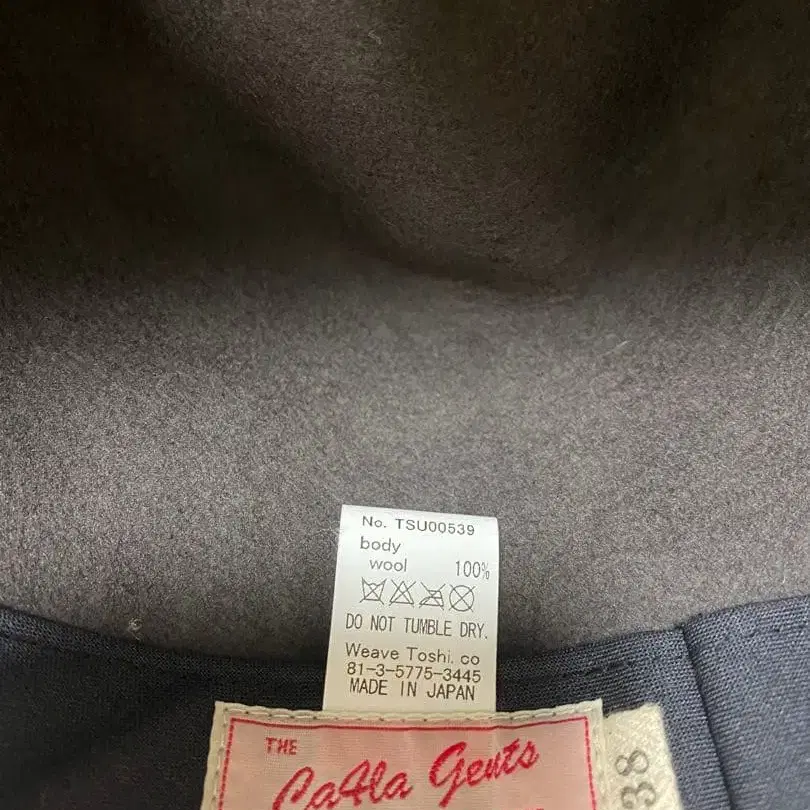 No. TSU00539
body
wool 100%
DO NOT TUMBLE DRY.
Weave Toshi. co
81-3-5775-3445
MADE IN JAPAN
THE
Ca4la Gents
38